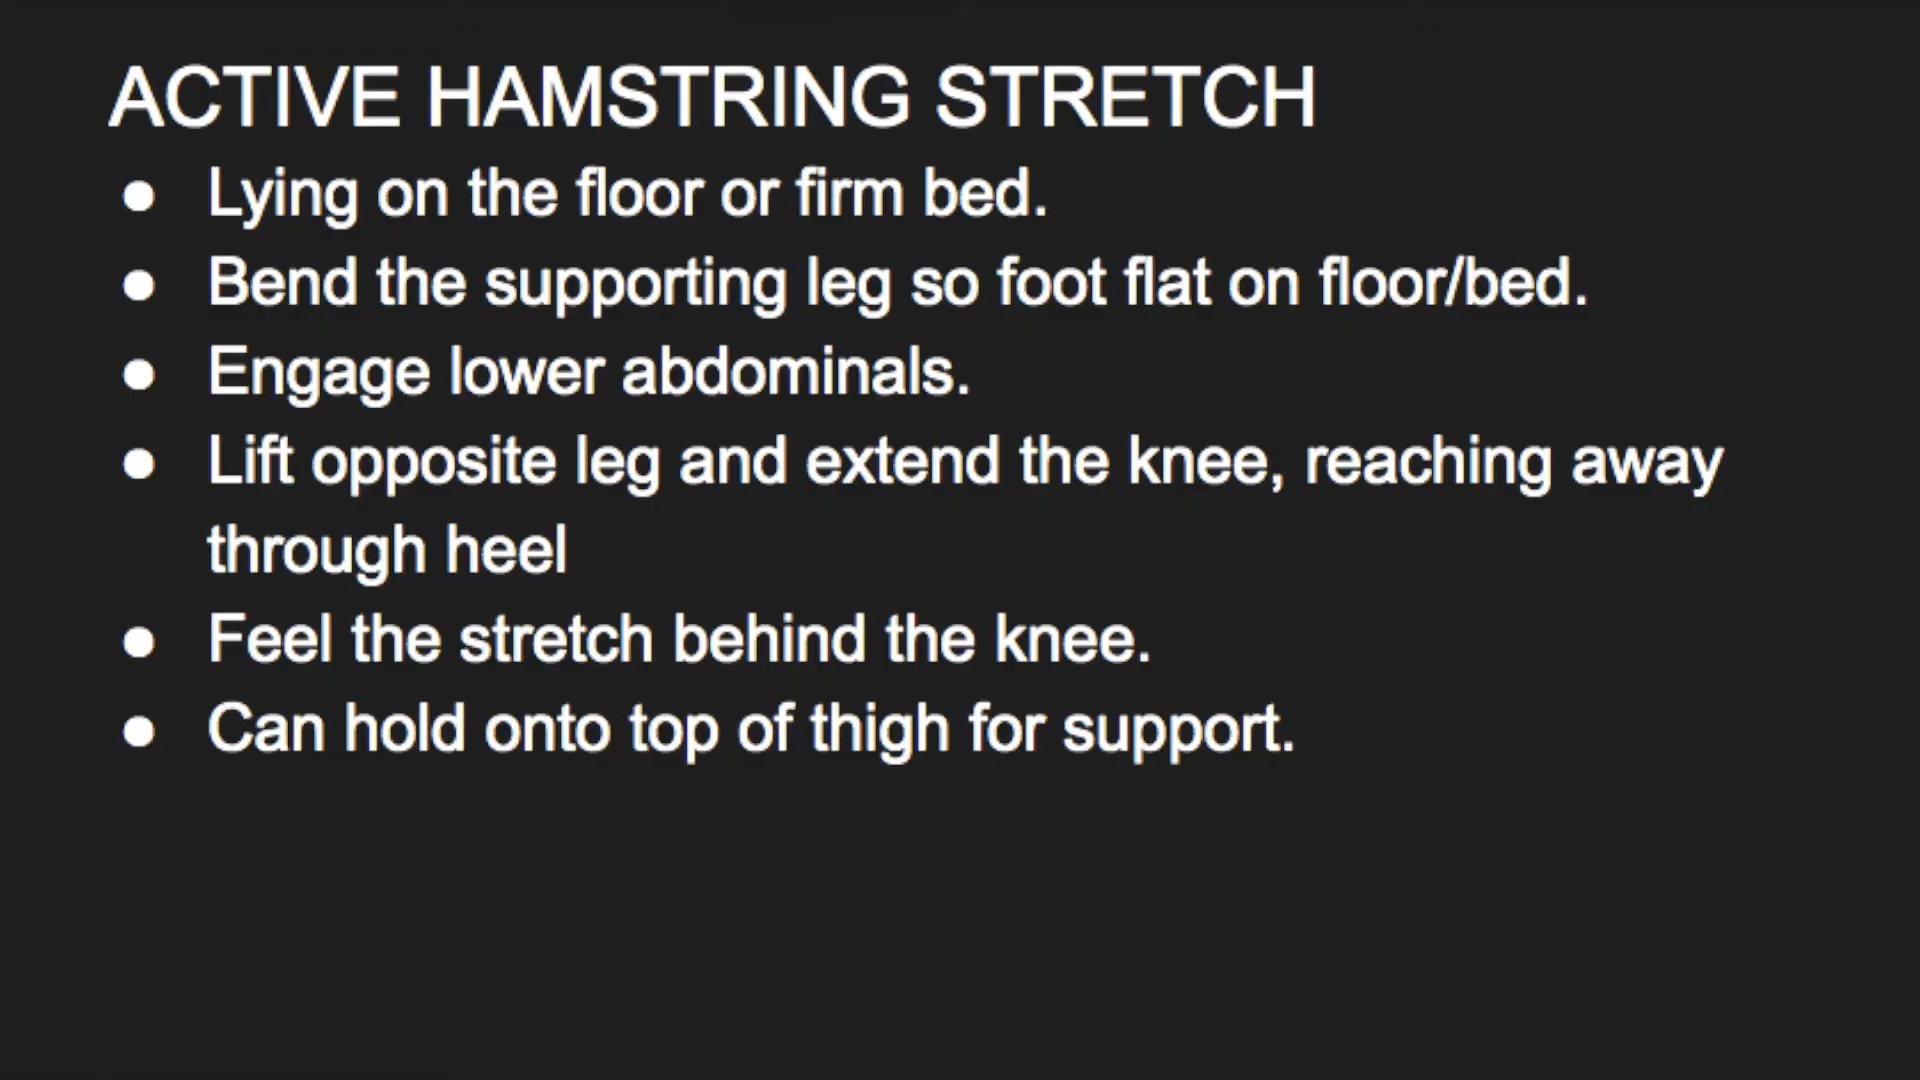 ACTIVE HAMSTRING STRETCH
● Lying on the floor or firm bed.
● Bend the supporting leg so foot flat on floor/bed.
● Engage lower abdominals.
● Lift opposite leg and extend the knee, reaching away
through heel
● Feel the stretch behind the knee.
● Can hold onto top of thigh for support.